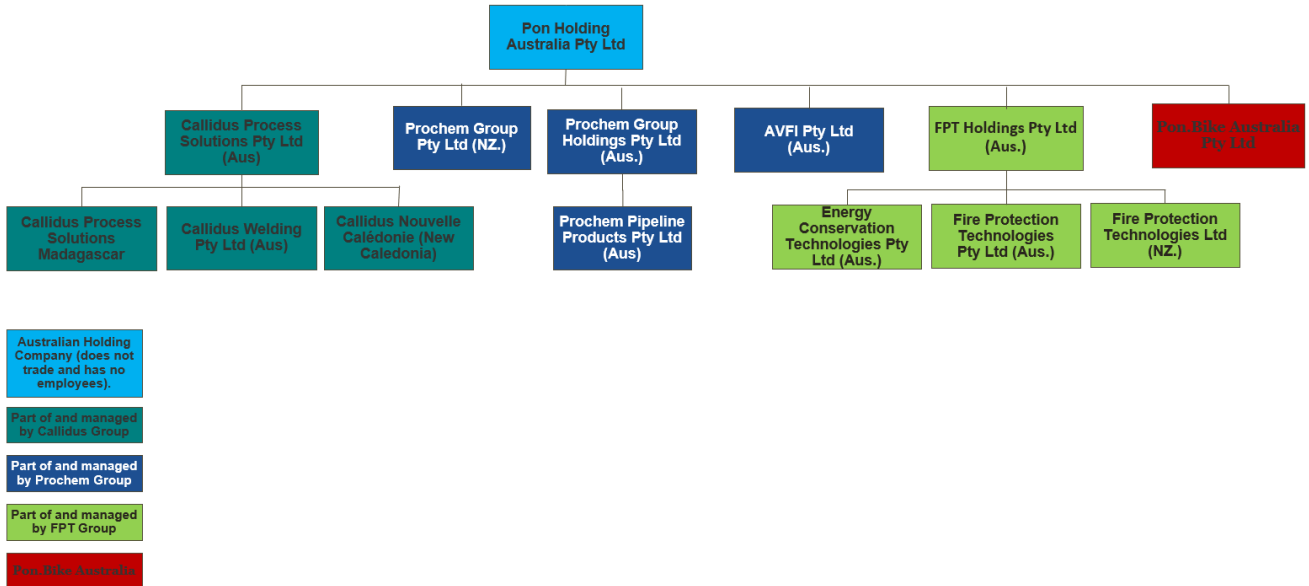 Pon Holding
Australia Pty Ltd
Callidus Process
Solutions Pty Ltd
(Aus)
Prochem Group
Pty Ltd (NZ.)
Prochem Group
Holdings Pty Ltd
(Aus.)
AVFI Pty Ltd
(Aus.)
FPT Holdings Pty Ltd
(Aus.)
Pon.Bike Australia
Pty Ltd
Callidus Process
Solutions
Madagascar
Callidus Welding
Pty Ltd (Aus)
Callidus Nouvelle
Calédonie (New
Caledonia)
Prochem Pipeline
Products Pty Ltd
(Aus)
Energy
Conservation
Technologies Pty
Ltd (Aus.)
Fire Protection
Technologies
Pty Ltd (Aus.)
Fire Protection
Technologies Ltd
(NZ.)
Australian Holding
Company (does not
trade and has no
employees).
Part of and managed
by Callidus Group
Part of and managed
by Prochem Group
Part of and managed
by FPT Group
Pon.Bike Australia